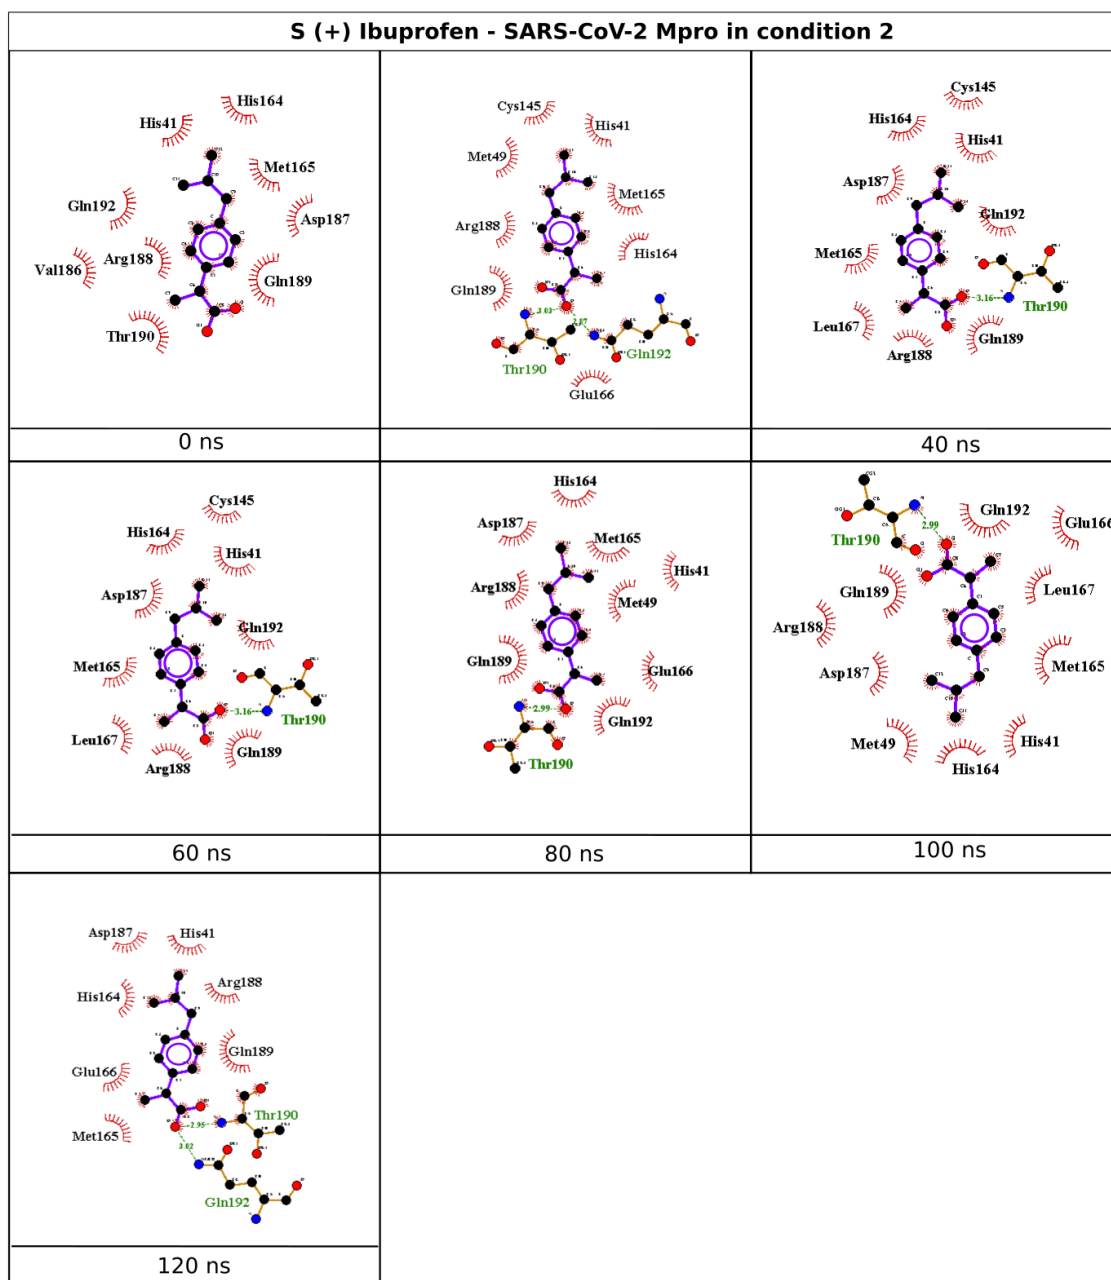 S (+) Ibuprofen - SARS-CoV-2 Mpro in condition 2
His164
His41
Met165
Gln192
Asp187
Arg188
Val186
Gln189
Thr190
0 ns
Cys145
His41
Met49
Met165
Arg188
His164
Gln189
3.03
2.87
Thr190
Gln192
Glu166
Cys145
His164
His41
Asp187
Gln192
Met165
3.16
Thr190
Leu167
Gln189
Arg188
40 ns
Cys145
His164
His41
Asp187
Gln192
Met165
3.16
Thr190
Leu167
Gln189
Arg188
60 ns
His164
Asp187
Met165
His41
Arg188
Met49
Gln189
Glu166
2.99
Gln192
Thr190
80 ns
Gln192
Glu166
2.99
Thr190
Gln189
Leu167
Arg188
Met165
Asp187
Met49
His41
His164
100 ns
Asp187
His41
His164
Arg188
Gln189
Glu166
Thr190
2.95
Met165
3.02
Gln192
120 ns